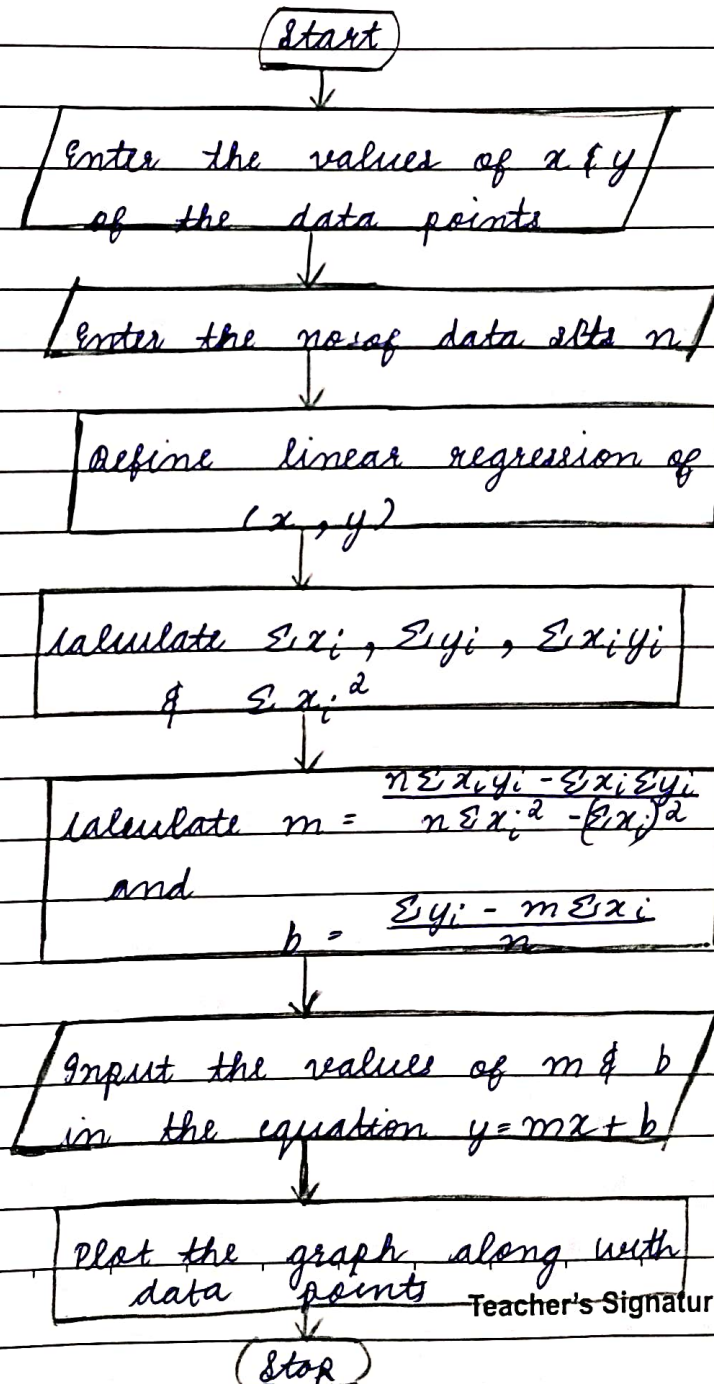 Start
Enter the values of x & y
of the data points
Enter the no. of data sets n
Define linear regression of
(x, y)
Calculate Σxi, Σyi, Σxiyi
& Σxi²
Calculate m = (nΣxiyi - ΣxiΣyi) / (nΣxi² - (Σxi)²)
and
b = (Σyi - mΣxi) / n
Input the values of m & b
in the equation y = mx + b
Plot the graph along with
data points
Teacher's Signatur
Stop